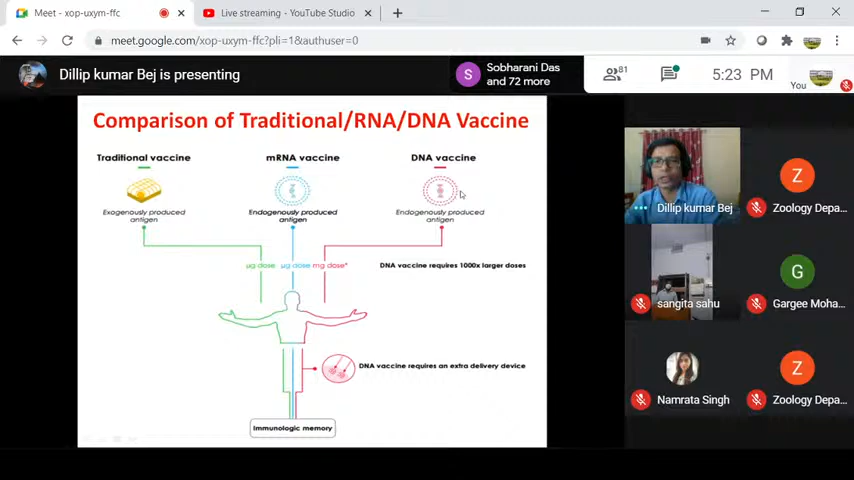 Meet - xop-uxym-ffc
Live streaming - YouTube Studio
meet.google.com/xop-uxym-ffc?pli=1&authuser=0
Dillip kumar Bej is presenting
S
Sobharani Das
and 72 more
81
5:23 PM
You
Comparison of Traditional/RNA/DNA Vaccine
Traditional vaccine
mRNA vaccine
DNA vaccine
Exogenously produced
antigen
Endogenously produced
antigen
Endogenously produced
antigen
µg dose
µg dose
mg dose*
DNA vaccine requires 1000x larger doses
DNA vaccine requires an extra delivery device
Immunologic memory
Dillip kumar Bej
Z
Zoology Depa...
sangita sahu
G
Gargee Moha...
Namrata Singh
Z
Zoology Depa...